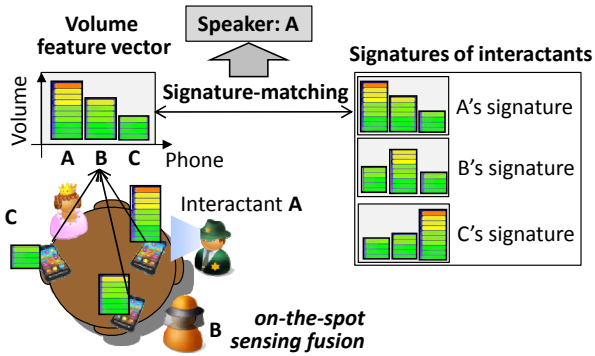 Volume
feature vector
Speaker: A
Signatures of interactants
Signature-matching
Volume
A B C
Phone
A's signature
B's signature
C's signature
C
Interactant A
B
on-the-spot
sensing fusion